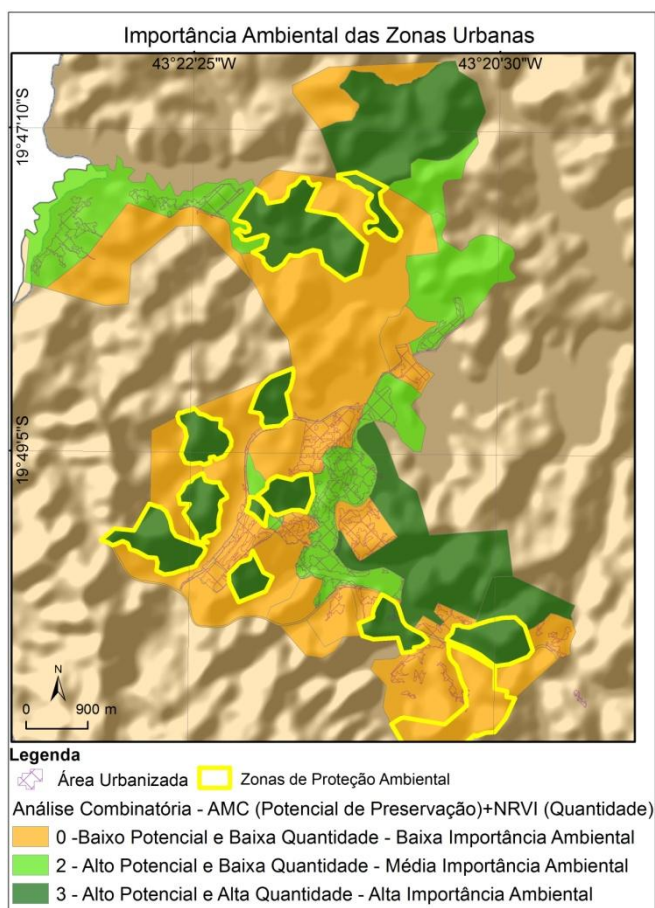 Importância Ambiental das Zonas Urbanas
43°22'25"W
43°20'30"W
19°47'10"S
19°49'5"S
N
0 900 m
Legenda
Área Urbanizada
Zonas de Proteção Ambiental
Análise Combinatória - AMC (Potencial de Preservação)+NRVI (Quantidade)
0 -Baixo Potencial e Baixa Quantidade - Baixa Importância Ambiental
2 - Alto Potencial e Baixa Quantidade - Média Importância Ambiental
3 - Alto Potencial e Alta Quantidade - Alta Importância Ambiental